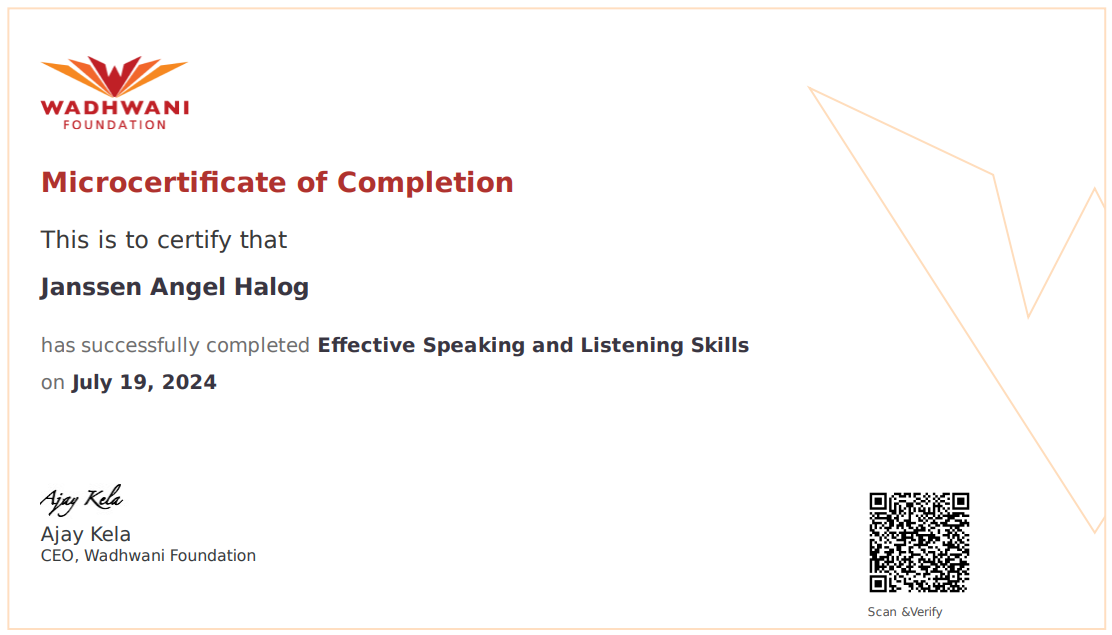 WADHWANI
FOUNDATION
Microcertificate of Completion
This is to certify that
Janssen Angel Halog
has successfully completed Effective Speaking and Listening Skills
on July 19, 2024
Ajay Kela
Ajay Kela
CEO, Wadhwani Foundation
Scan &Verify